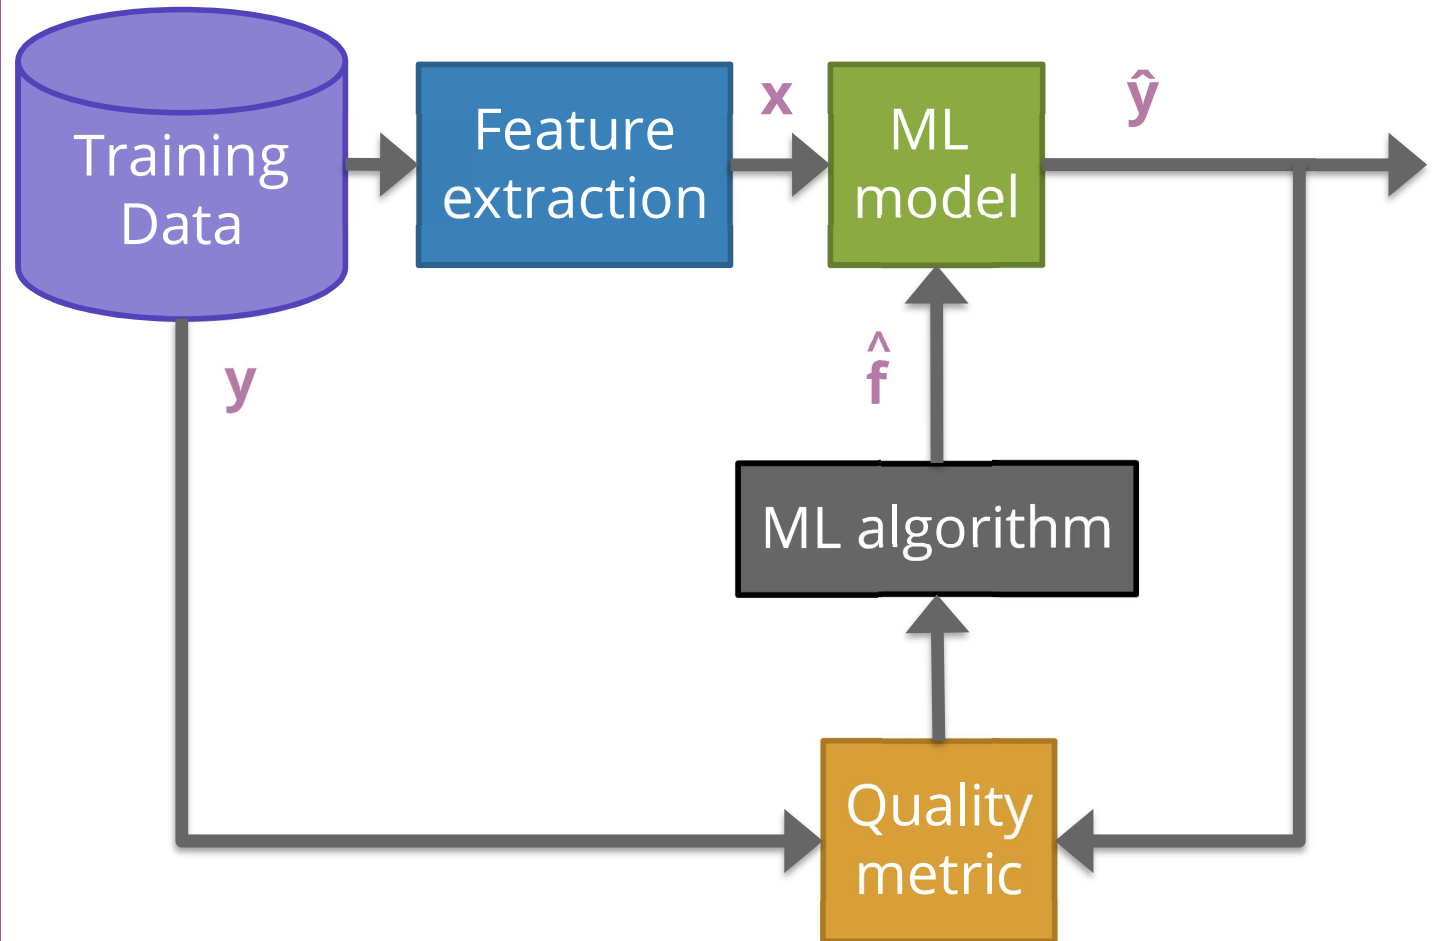 Training
Data
Feature
extraction
x
ML
model
ŷ
y
f̂
ML algorithm
Quality
metric